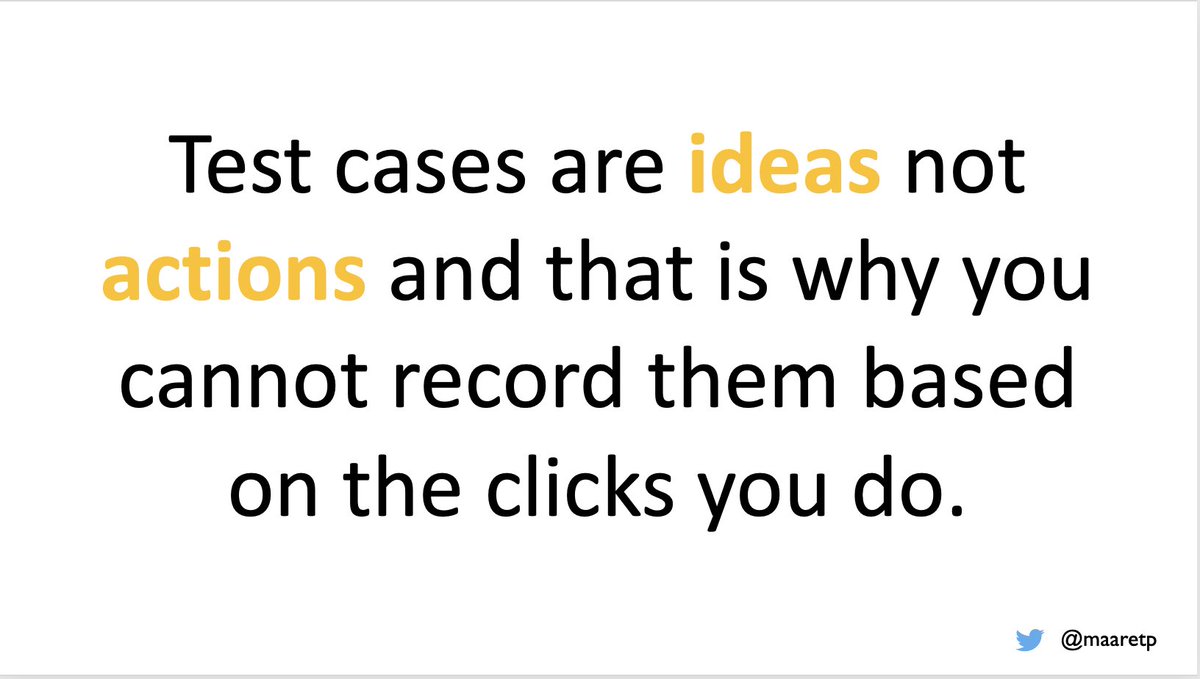 Test cases are ideas not
actions and that is why you
cannot record them based
on the clicks you do.
@maaretp